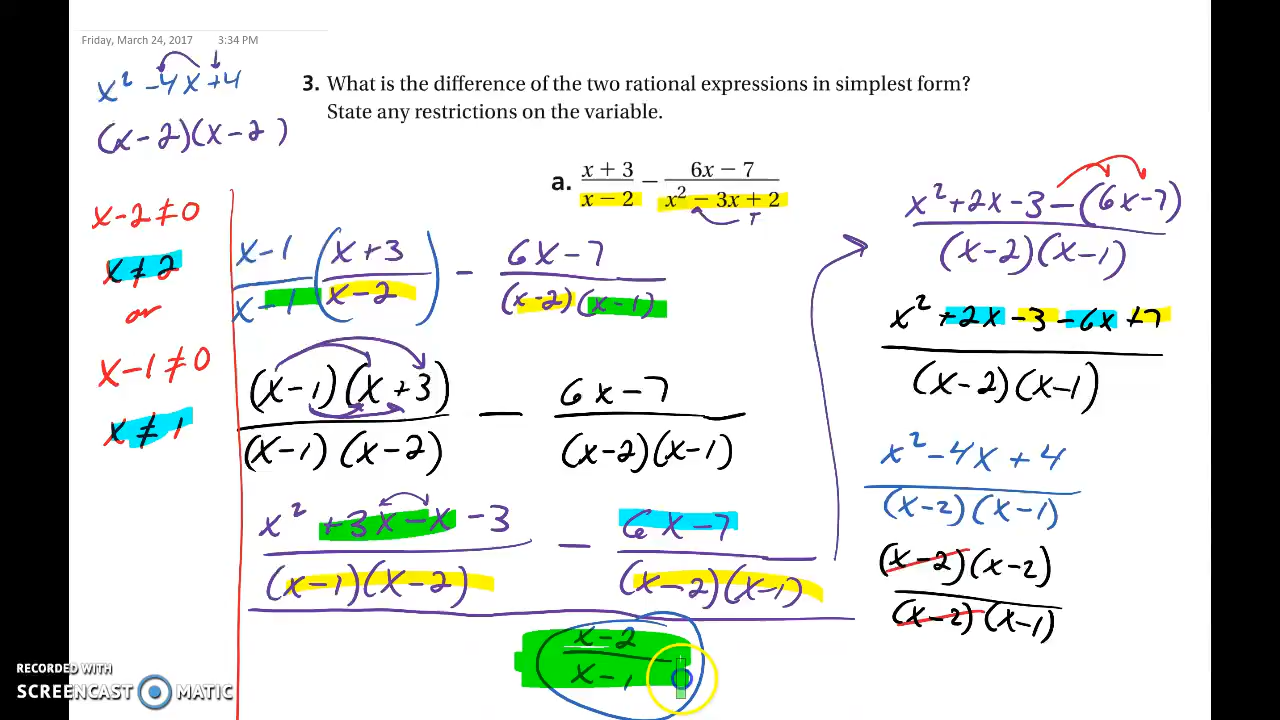 Friday, March 24, 2017 3:34 PM
x² -4x +4
(x-2)(x-2)
3. What is the difference of the two rational expressions in simplest form?
State any restrictions on the variable.
a. x + 3 / x - 2 - 6x - 7 / x² - 3x + 2
x-2≠0
x≠2
or
x-1≠0
x≠1
x-1 / x-1 (x+3 / x-2) - 6x-7 / (x-2)(x-1)
(x-1)(x+3) / (x-1)(x-2) - 6x-7 / (x-2)(x-1)
x² +3x-x-3 / (x-1)(x-2) - 6x-7 / (x-2)(x-1)
x²+2x-3-(6x-7) / (x-2)(x-1)
x² +2x-3-6x+7 / (x-2)(x-1)
x²-4x+4 / (x-2)(x-1)
(x-2)(x-2) / (x-2)(x-1)
x-2 / x-1
RECORDED WITH
SCREENCAST MATIC